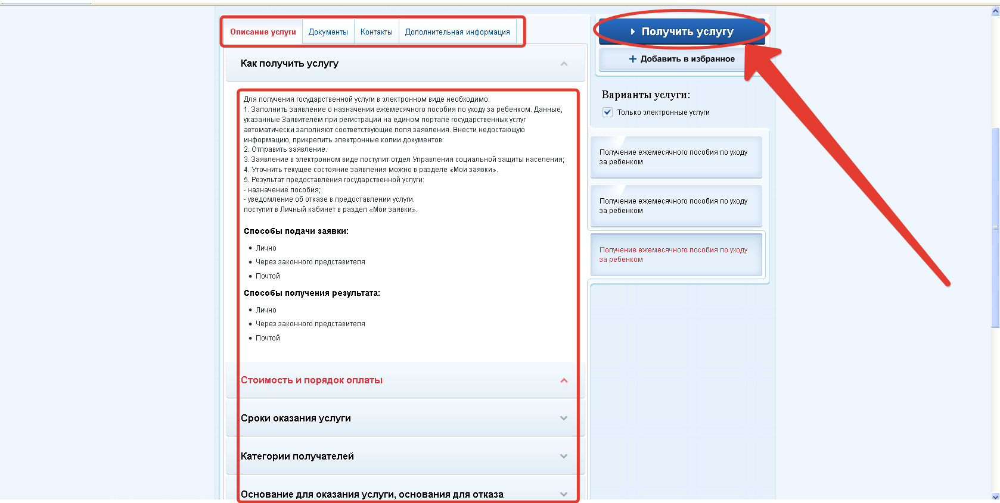 Описание услуги
Документы
Контакты
Дополнительная информация
Получить услугу
Добавить в избранное
Как получить услугу
Для получения государственной услуги в электронном виде необходимо:
1. Заполнить заявление о назначении ежемесячного пособия по уходу за ребенком. Данные,
указанные Заявителем при регистрации на едином портале государственных услуг
автоматически заполняют соответствующие поля заявления. Внести недостающую
информацию, прикрепить электронные копии документов:
2. Отправить заявление.
3. Заявление в электронном виде поступит отдел Управления социальной защиты населения;
4. Уточнить текущее состояние заявления можно в разделе «Мои заявки».
5. Результат предоставления государственной услуги:
- назначение пособия;
- уведомление об отказе в предоставлении услуги.
поступит в Личный кабинет в раздел «Мои заявки».
Способы подачи заявки:
Лично
Через законного представителя
Почтой
Способы получения результата:
Лично
Через законного представителя
Почтой
Стоимость и порядок оплаты
Сроки оказания услуги
Категории получателей
Основание для оказания услуги, основания для отказа
Варианты услуги:
Только электронные услуги
Получение ежемесячного пособия по уходу
за ребенком
Получение ежемесячного пособия по уходу
за ребенком
Получение ежемесячного пособия по уходу
за ребенком